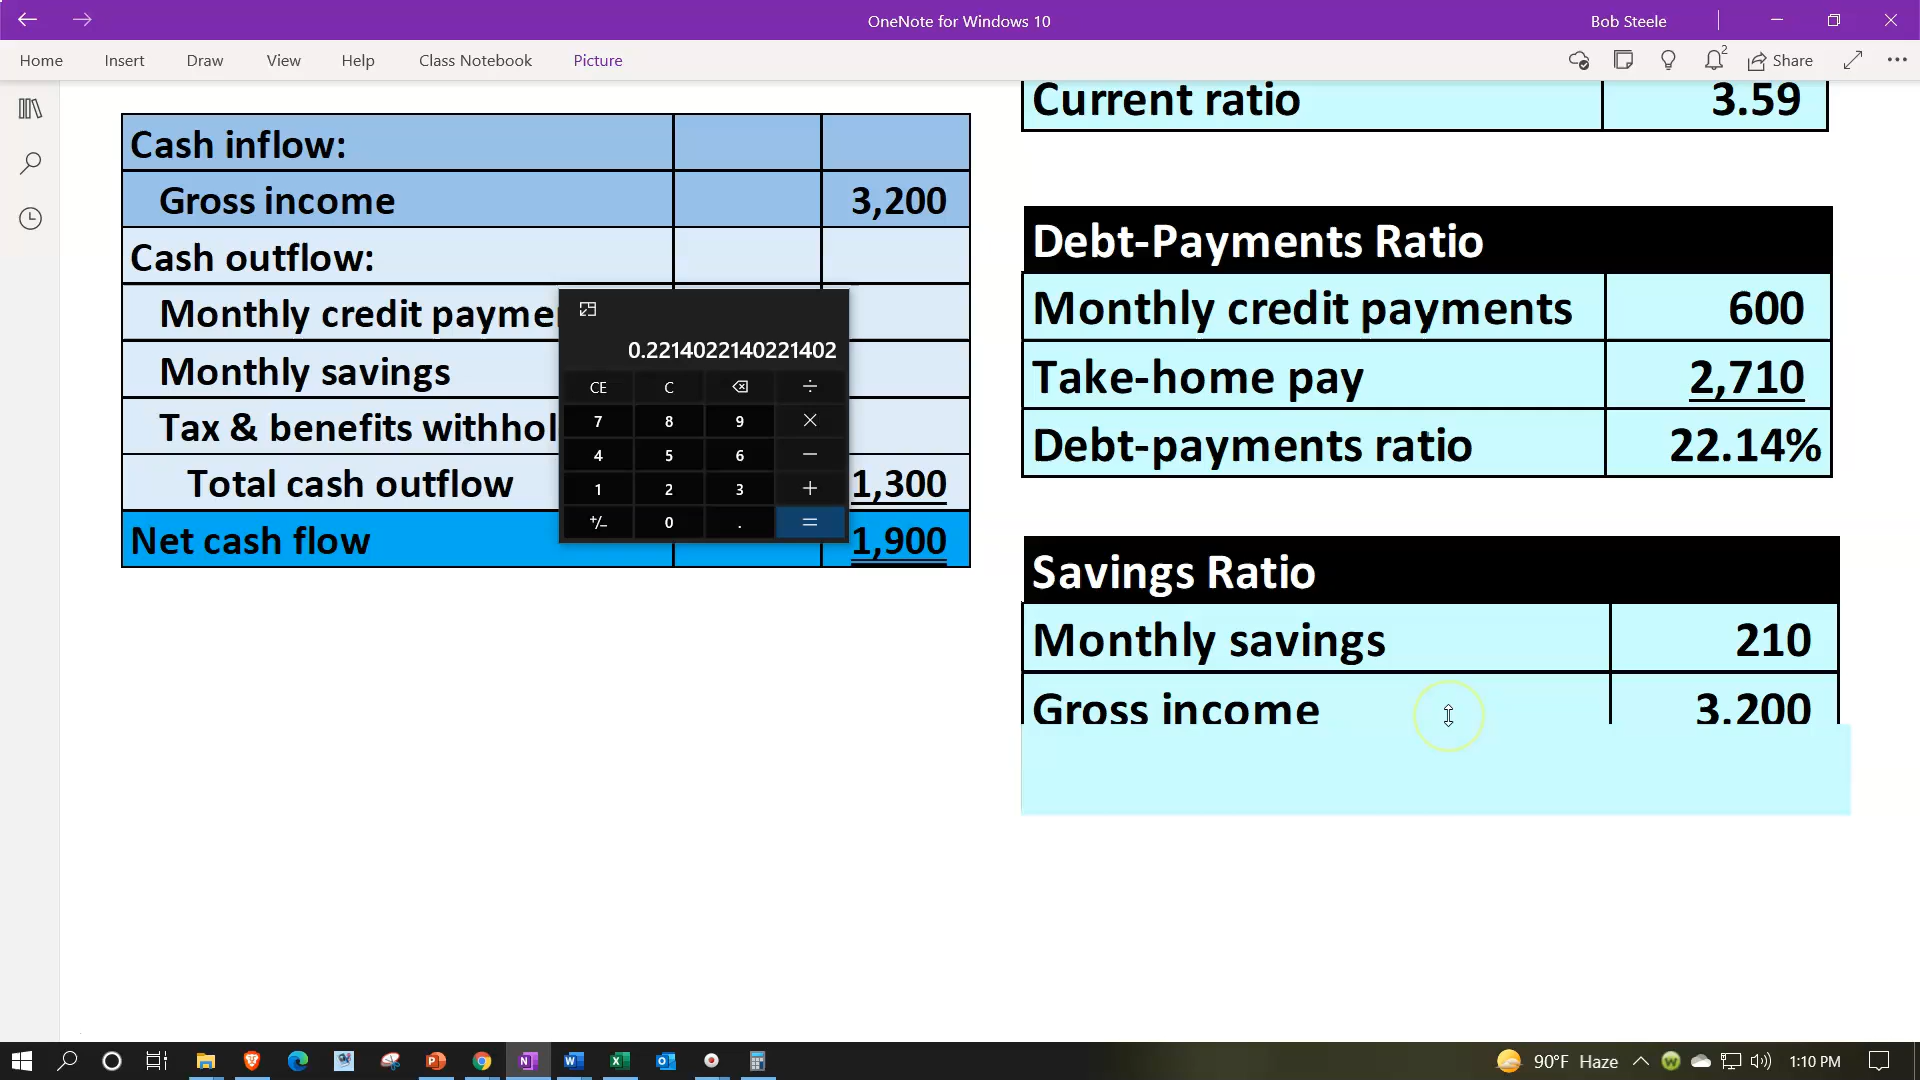 OneNote for Windows 10
Bob Steele
Home Insert Draw View Help Class Notebook Picture
2
Share
Cash inflow:
Gross income 3,200
Cash outflow:
Monthly credit payme
Monthly savings
Tax & benefits withhol
Total cash outflow 1,300
Net cash flow 1,900
0.2214022140221402
CE C ÷
7 8 9 ×
4 5 6 −
1 2 3 +
+/− 0 . =
Current ratio 3.59
Debt-Payments Ratio
Monthly credit payments 600
Take-home pay 2,710
Debt-payments ratio 22.14%
Savings Ratio
Monthly savings 210
Gross income 3,200
90°F Haze 1:10 PM